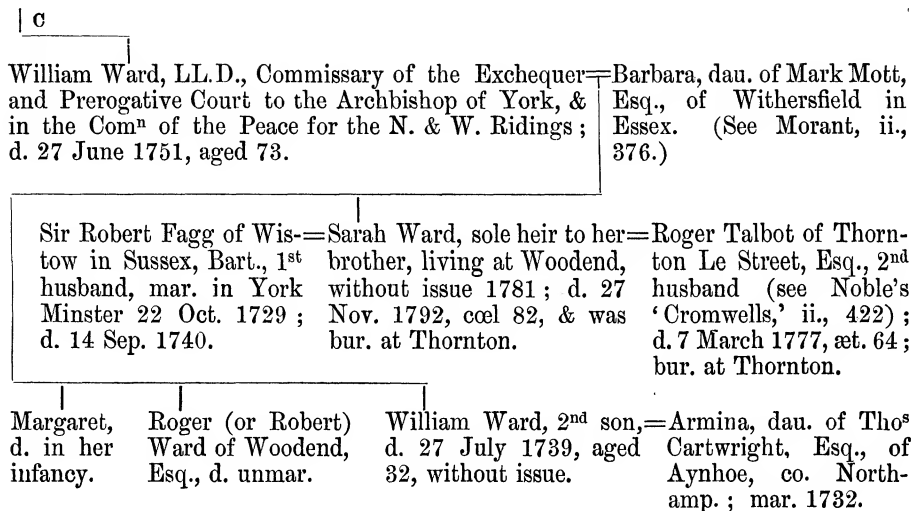 C
William Ward, LL.D., Commissary of the Exchequer=Barbara, dau. of Mark Mott,
and Prerogative Court to the Archbishop of York, & Esq., of Withersfield in
in the Comⁿ of the Peace for the N. & W. Ridings ; Essex. (See Morant, ii.,
d. 27 June 1751, aged 73. 376.)
Sir Robert Fagg of Wis-=Sarah Ward, sole heir to her=Roger Talbot of Thorn-
tow in Sussex, Bart., 1ˢᵗ brother, living at Woodend, ton Le Street, Esq., 2ⁿᵈ
husband, mar. in York without issue 1781 ; d. 27 husband (see Noble's
Minster 22 Oct. 1729 ; Nov. 1792, cœl 82, & was 'Cromwells,' ii., 422) ;
d. 14 Sep. 1740. bur. at Thornton. d. 7 March 1777, æt. 64 ;
bur. at Thornton.
Margaret, Roger (or Robert) William Ward, 2ⁿᵈ son,=Armina, dau. of Thoˢ
d. in her Ward of Woodend, d. 27 July 1739, aged Cartwright, Esq., of
infancy. Esq., d. unmar. 32, without issue. Aynhoe, co. North-
amp. ; mar. 1732.